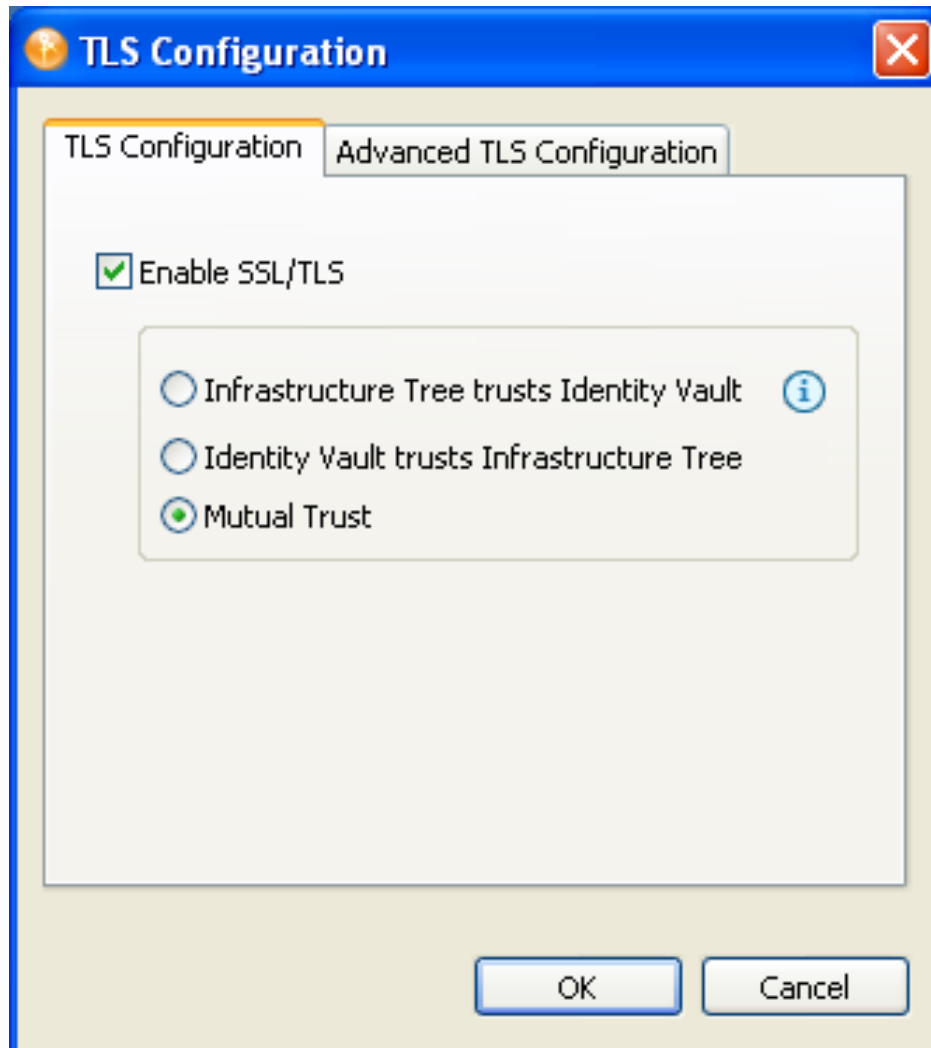 TLS Configuration
TLS Configuration
Advanced TLS Configuration
Enable SSL/TLS
Infrastructure Tree trusts Identity Vault
Identity Vault trusts Infrastructure Tree
Mutual Trust
OK
Cancel